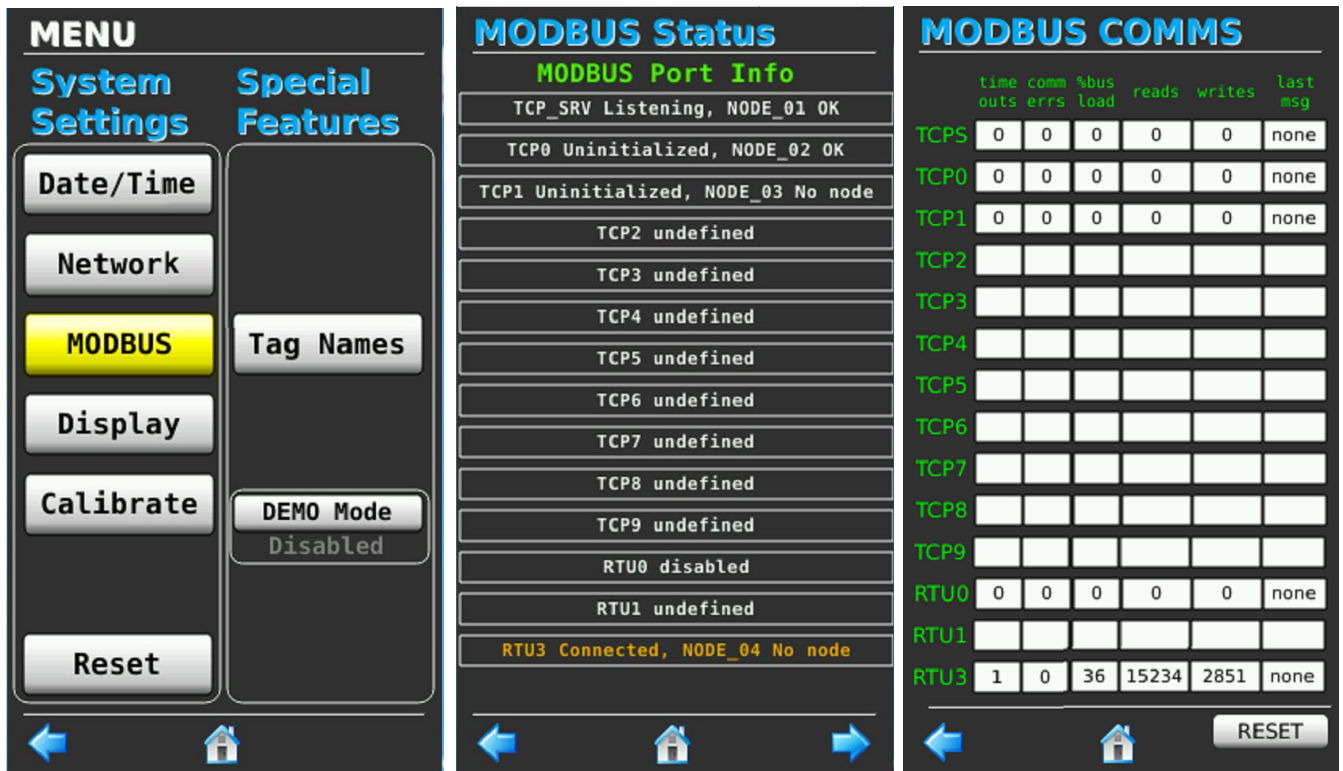 MENU
System
Settings
Date/Time
Network
MODBUS
Display
Calibrate
Reset
Special
Features
Tag Names
DEMO Mode
Disabled
MODBUS Status
MODBUS Port Info
TCP_SRV Listening, NODE_01 OK
TCP0 Uninitialized, NODE_02 OK
TCP1 Uninitialized, NODE_03 No node
TCP2 undefined
TCP3 undefined
TCP4 undefined
TCP5 undefined
TCP6 undefined
TCP7 undefined
TCP8 undefined
TCP9 undefined
RTU0 disabled
RTU1 undefined
RTU3 Connected, NODE_04 No node
MODBUS COMMS
time comm %bus reads writes last
outs errs load msg
TCPS 0 0 0 0 0 none
TCP0 0 0 0 0 0 none
TCP1 0 0 0 0 0 none
TCP2
TCP3
TCP4
TCP5
TCP6
TCP7
TCP8
TCP9
RTU0 0 0 0 0 0 none
RTU1
RTU3 1 0 36 15234 2851 none
RESET